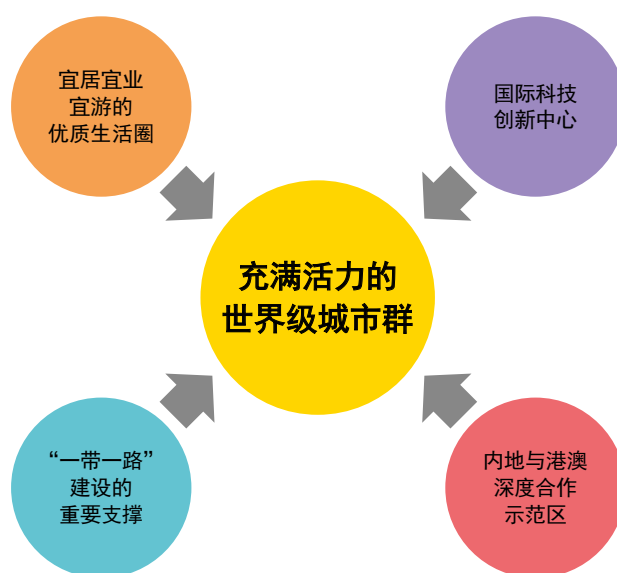 宜居宜业
宜游的
优质生活圈
国际科技
创新中心
充满活力的
世界级城市群
“一带一路”
建设的
重要支撑
内地与港澳
深度合作
示范区